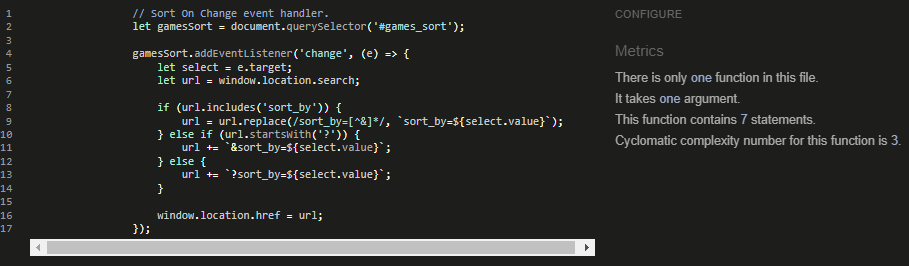 1 // Sort On Change event handler.
2 let gamesSort = document.querySelector('#games_sort');
3
4 gamesSort.addEventListener('change', (e) => {
5 let select = e.target;
6 let url = window.location.search;
7
8 if (url.includes('sort_by')) {
9 url = url.replace(/sort_by=[^&]*/, `sort_by=${select.value}`);
10 } else if (url.startsWith('?')) {
11 url += `&sort_by=${select.value}`;
12 } else {
13 url += `?sort_by=${select.value}`;
14 }
15
16 window.location.href = url;
17 });
CONFIGURE
Metrics
There is only one function in this file.
It takes one argument.
This function contains 7 statements.
Cyclomatic complexity number for this function is 3.